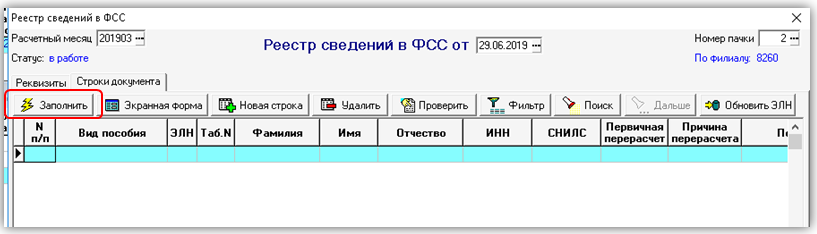 Реестр сведений в ФСС
Расчетный месяц 201903 Реестр сведений в ФСС от 29.06.2019 Номер пачки 2
Статус: в работе По филиалу: 8260
Реквизиты Строки документа
Заполнить Экранная форма Новая строка Удалить Проверить Фильтр Поиск Дальше Обновить ЭЛН
N п/п Вид пособия ЭЛН Таб.N Фамилия Имя Отчество ИНН СНИЛС Первичная перерасчет Причина перерасчета